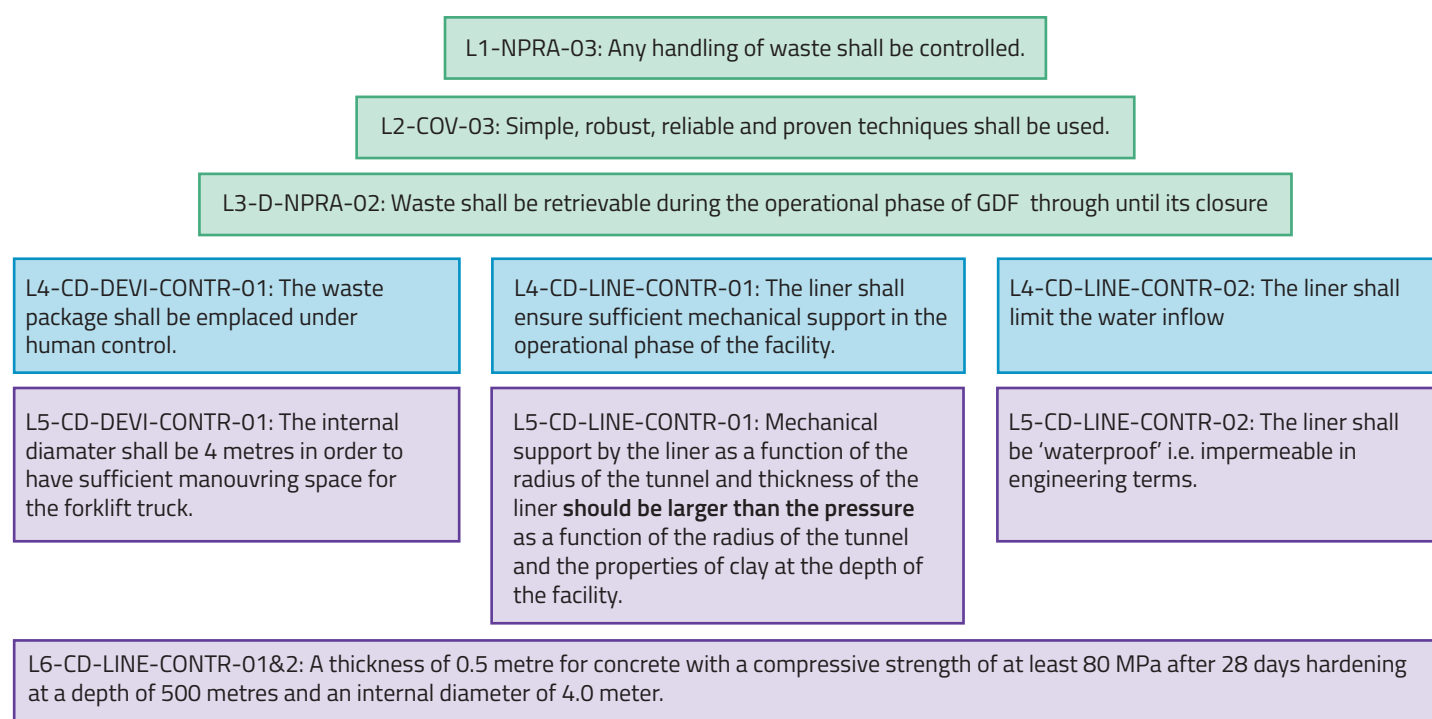 L1-NPRA-03: Any handling of waste shall be controlled.
L2-COV-03: Simple, robust, reliable and proven techniques shall be used.
L3-D-NPRA-02: Waste shall be retrievable during the operational phase of GDF through until its closure
L4-CD-DEVI-CONTR-01: The waste
package shall be emplaced under
human control.
L4-CD-LINE-CONTR-01: The liner shall
ensure sufficient mechanical support in the
operational phase of the facility.
L4-CD-LINE-CONTR-02: The liner shall
limit the water inflow
L5-CD-DEVI-CONTR-01: The internal
diamater shall be 4 metres in order to
have sufficient manouvring space for
the forklift truck.
L5-CD-LINE-CONTR-01: Mechanical
support by the liner as a function of the
radius of the tunnel and thickness of the
liner should be larger than the pressure
as a function of the radius of the tunnel
and the properties of clay at the depth of
the facility.
L5-CD-LINE-CONTR-02: The liner shall
be ‘waterproof’ i.e. impermeable in
engineering terms.
L6-CD-LINE-CONTR-01&2: A thickness of 0.5 metre for concrete with a compressive strength of at least 80 MPa after 28 days hardening
at a depth of 500 metres and an internal diameter of 4.0 meter.